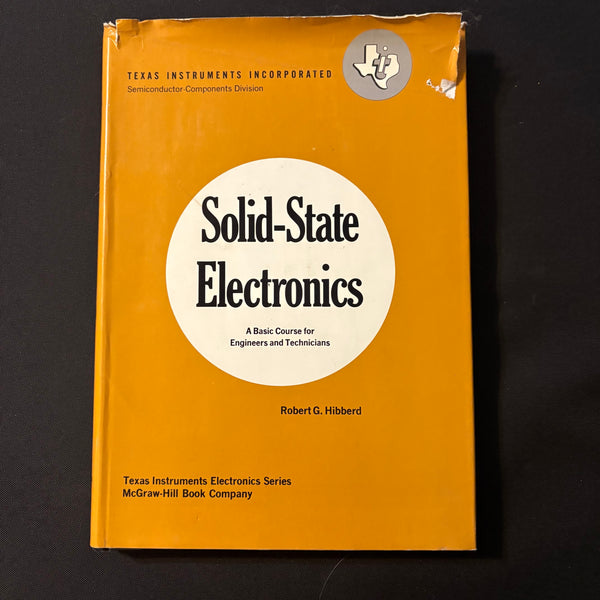 TEXAS INSTRUMENTS INCORPORATED
Semiconductor-Components Division
Solid-State
Electronics
A Basic Course for
Engineers and Technicians
Robert G. Hibberd
Texas Instruments Electronics Series
McGraw-Hill Book Company